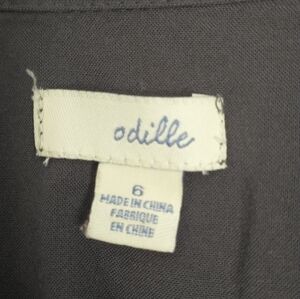 odille
6
MADE IN CHINA
FABRIQUE
EN CHINE